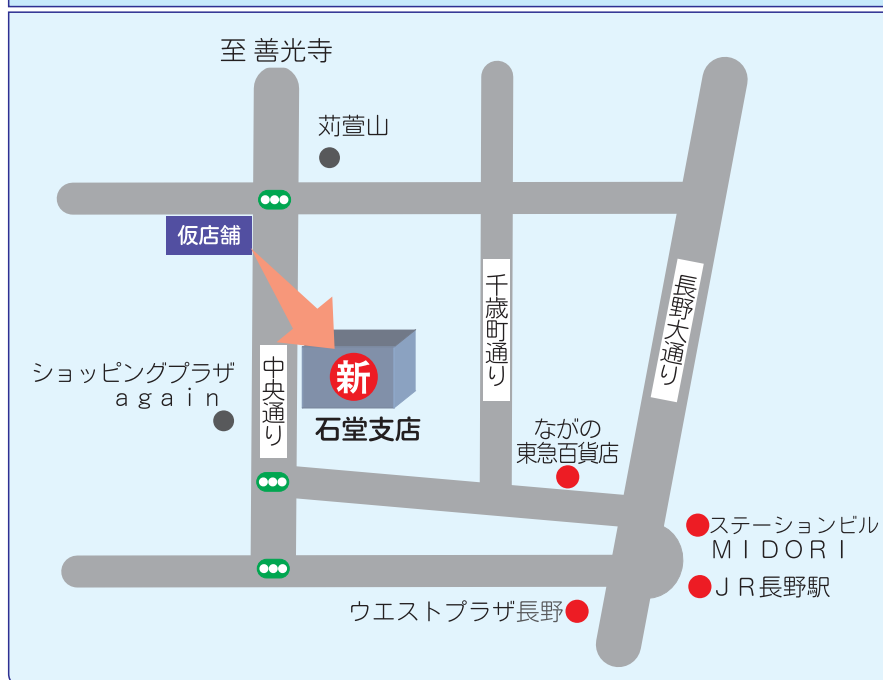 至 善光寺
苅萱山
仮店舗
千歳町通り
長野大通り
新
中央通り
ショッピングプラザ
ａｇａｉｎ
石堂支店
ながの
東急百貨店
ステーションビル
ＭＩＤＯＲＩ
ＪＲ長野駅
ウエストプラザ長野